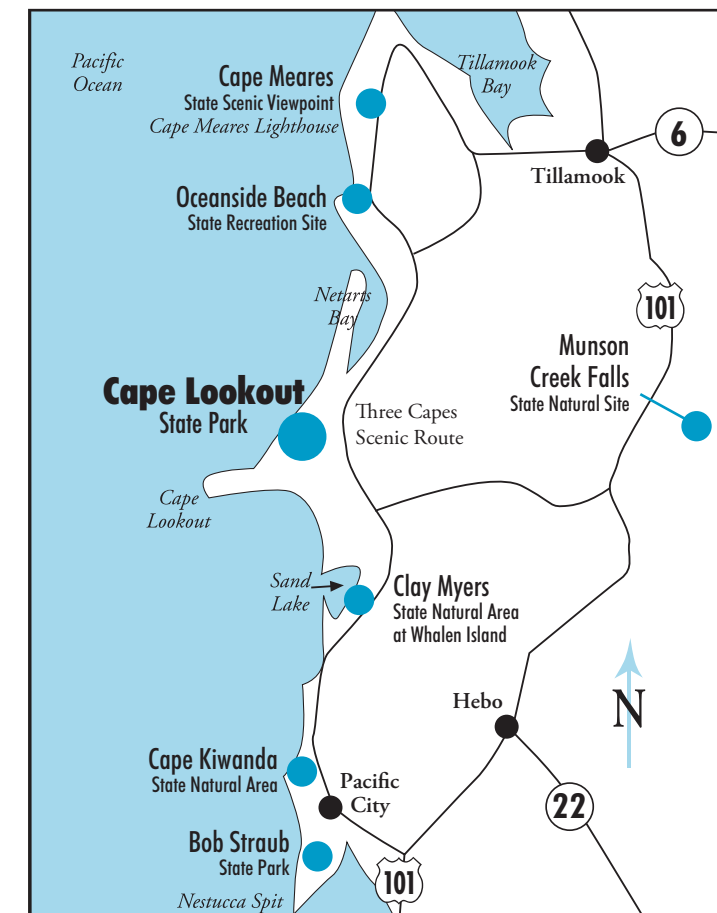 Pacific
Ocean
Cape Meares
State Scenic Viewpoint
Cape Meares Lighthouse
Tillamook
Bay
6
Tillamook
Oceanside Beach
State Recreation Site
Netarts
Bay
101
Munson
Creek Falls
State Natural Site
Cape Lookout
State Park
Three Capes
Scenic Route
Cape
Lookout
Sand
Lake
Clay Myers
State Natural Area
at Whalen Island
Hebo
N
Cape Kiwanda
State Natural Area
Pacific
City
22
Bob Straub
State Park
101
Nestucca Spit